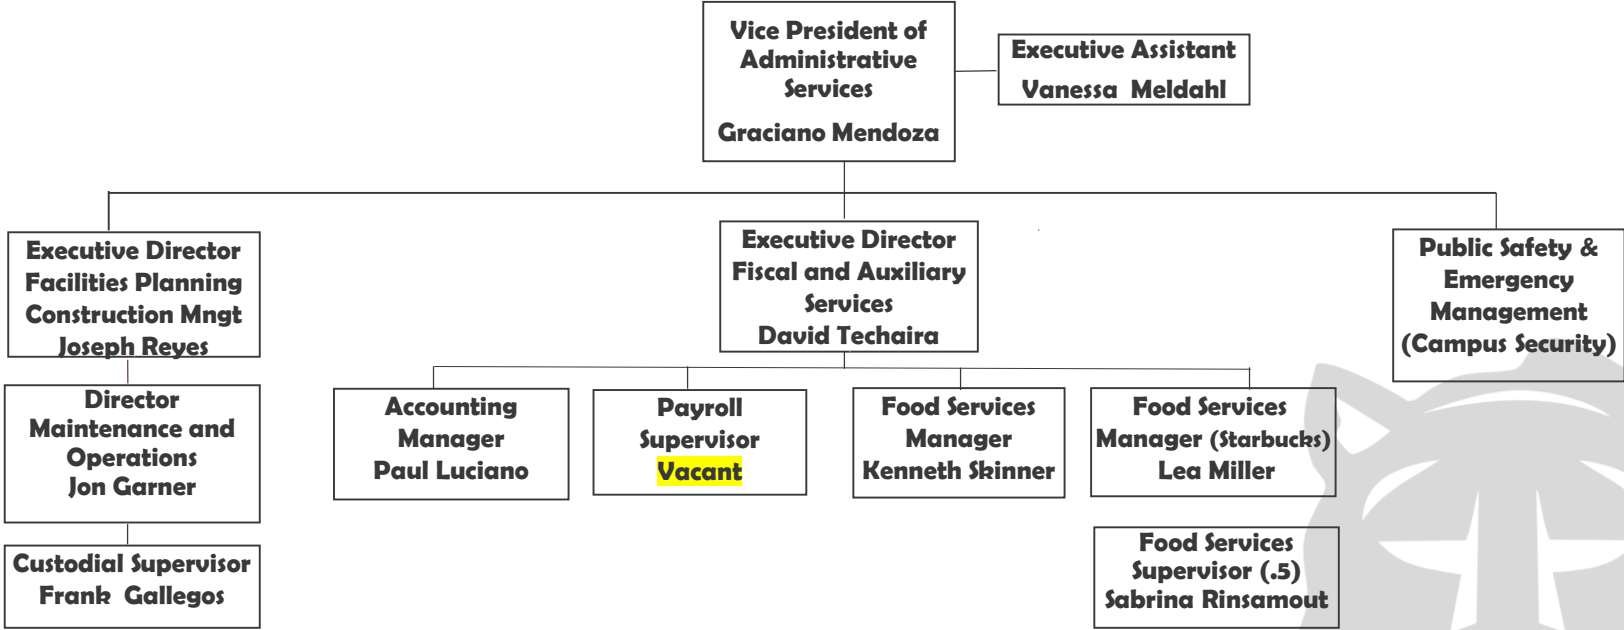 Vice President of
Administrative
Services
Graciano Mendoza
Executive Assistant
Vanessa Meldahl
Executive Director
Facilities Planning
Construction Mngt
Joseph Reyes
Executive Director
Fiscal and Auxiliary
Services
David Techaira
Public Safety &
Emergency
Management
(Campus Security)
Director
Maintenance and
Operations
Jon Garner
Accounting
Manager
Paul Luciano
Payroll
Supervisor
Vacant
Food Services
Manager
Kenneth Skinner
Food Services
Manager (Starbucks)
Lea Miller
Custodial Supervisor
Frank Gallegos
Food Services
Supervisor (.5)
Sabrina Rinsamout